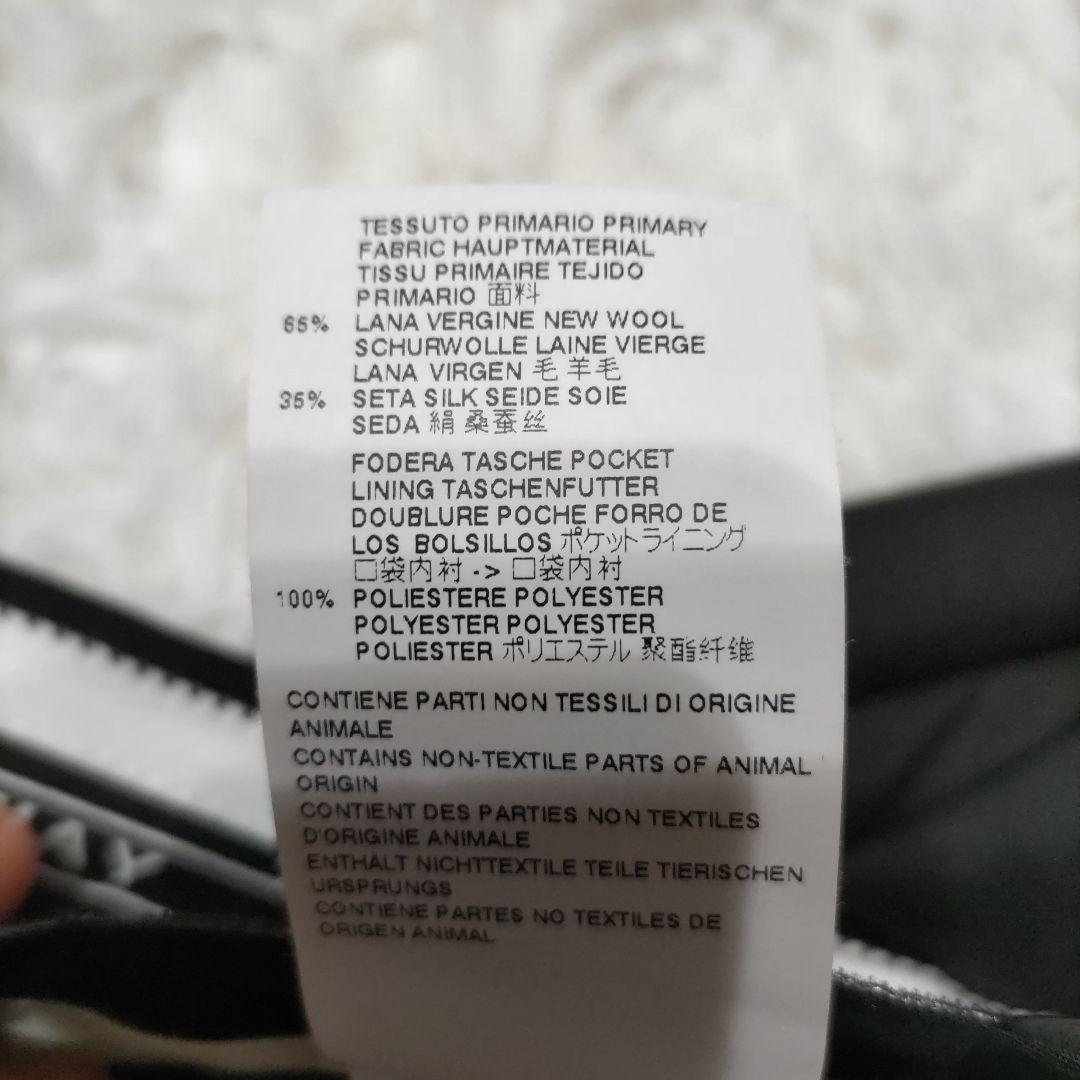 TESSUTO PRIMARIO PRIMARY
FABRIC HAUPTMATERIAL
TISSU PRIMAIRE TEJIDO
PRIMARIO 面料
65% LANA VERGINE NEW WOOL
SCHURWOLLE LAINE VIERGE
LANA VIRGEN 毛 羊毛
35% SETA SILK SEIDE SOIE
SEDA 絹 桑蚕丝
FODERA TASCHE POCKET
LINING TASCHENFUTTER
DOUBLURE POCHE FORRO DE
LOS BOLSILLOS ポケットライニング
口袋内衬 -> 口袋内衬
100% POLIESTERE POLYESTER
POLYESTER POLYESTER
POLIESTER ポリエステル 聚酯纤维
CONTIENE PARTI NON TESSILI DI ORIGINE
ANIMALE
CONTAINS NON-TEXTILE PARTS OF ANIMAL
ORIGIN
CONTIENT DES PARTIES NON TEXTILES
D'ORIGINE ANIMALE
ENTHÄLT NICHTTEXTILE TEILE TIERISCHEN
URSPRUNGS
CONTIENE PARTES NO TEXTILES DE
ORIGEN ANIMAL